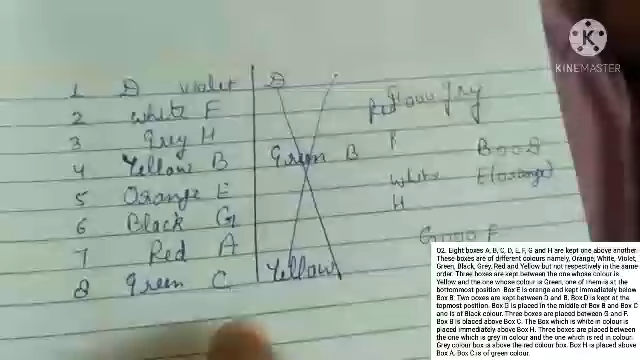 KINEMASTER
1 D violet D
2 white F
3 Grey H
4 Yellow B Green B B00A
5 Orange E white E (orange)
6 Black G H
7 Red A G000 F
8 Green C Yellow
02. Eight boxes A, B, C, D, E, F, G and H are kept one above another.
These boxes are of different colours namely, Orange, White, Violet,
Green, Black, Grey, Red and Yellow but not respectively in the same
order. Three boxes are kept between the one whose colour is
Yellow and the one whose colour is Green, one of them is at the
bottommost position. Box E is orange and kept immediately below
Box B. Two boxes are kept between D and B. Box D is kept at the
topmost position. Box G is placed in the middle of Box B and Box C
and is of Black colour. Three boxes are placed between G and F.
Box B is placed above Box C. The Box which is white in colour is
placed immediately above Box H. Three boxes are placed between
the one which is grey in colour and the one which is red in colour.
Grey colour box is above the red colour box. Box H is placed above
Box A. Box C is of green colour.